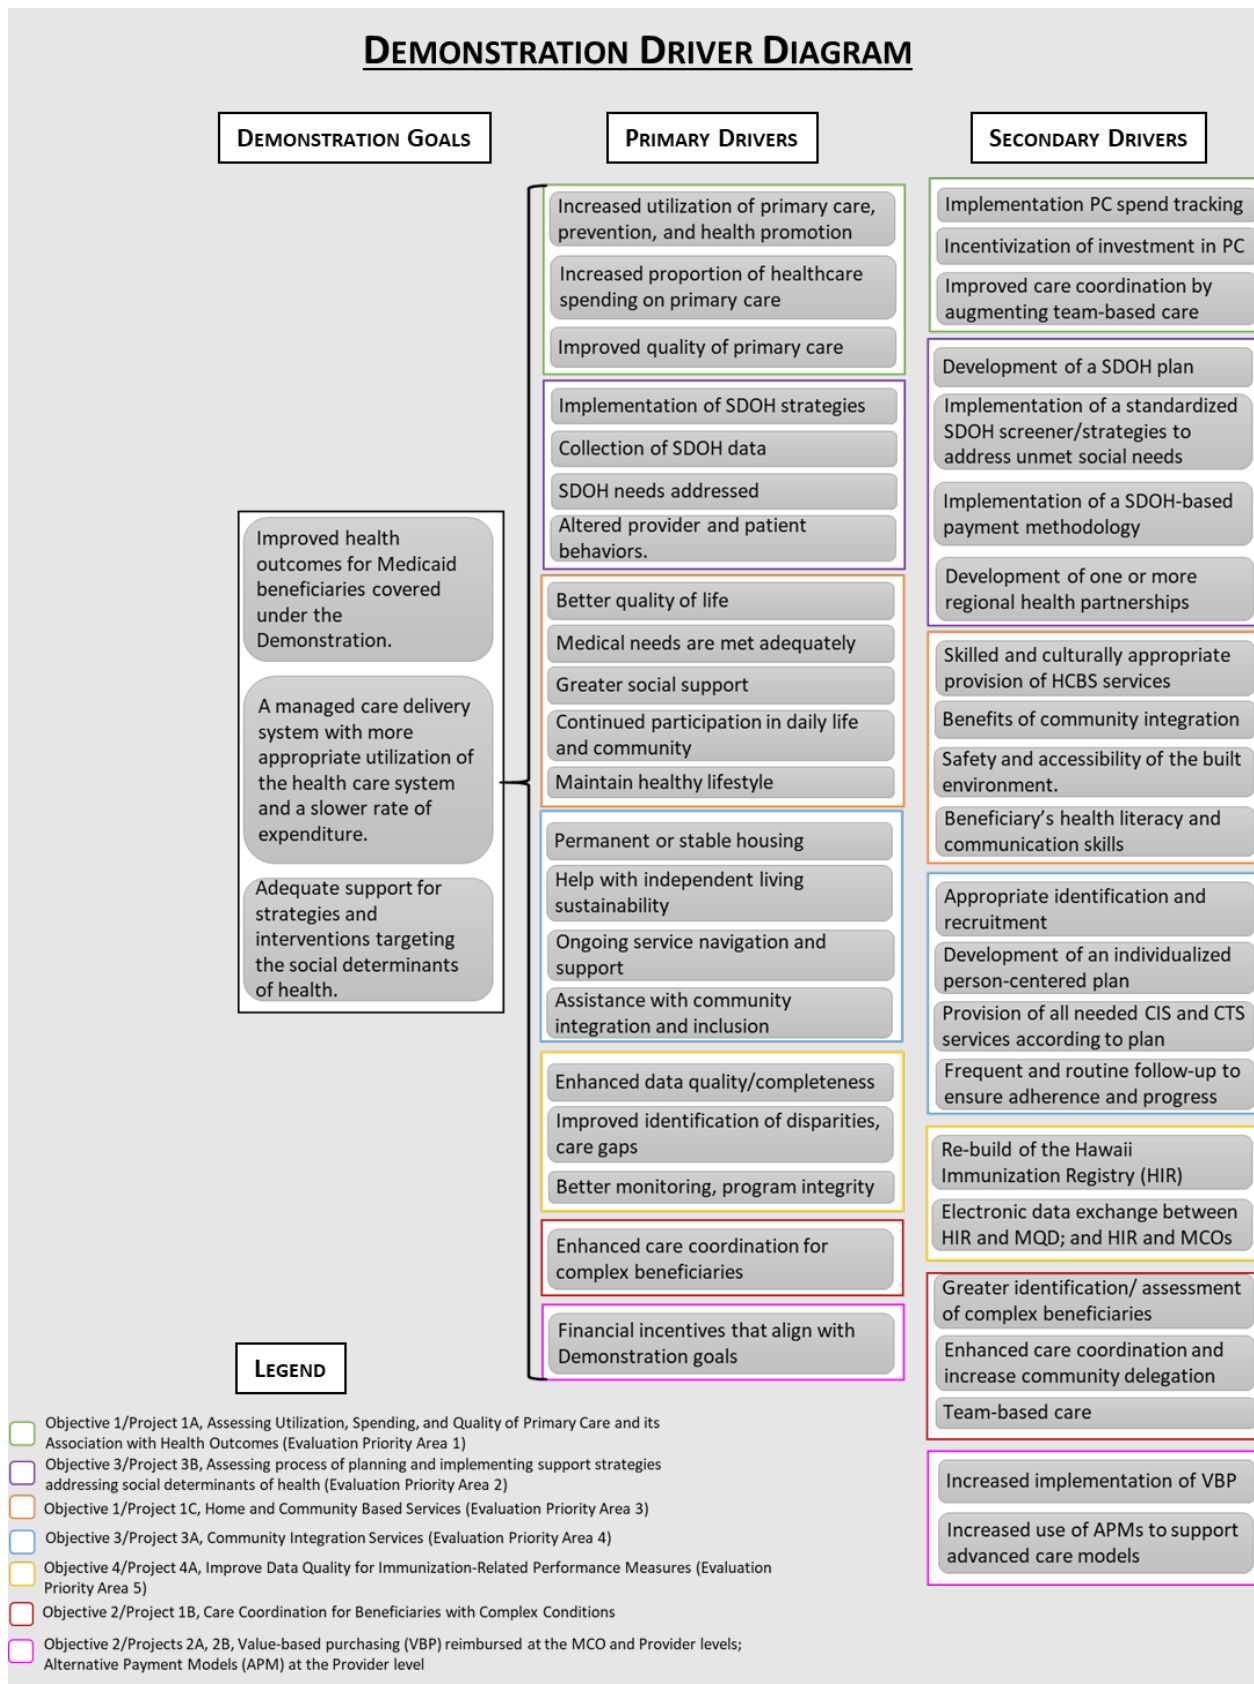 DEMONSTRATION DRIVER DIAGRAM
DEMONSTRATION GOALS
PRIMARY DRIVERS
SECONDARY DRIVERS
Improved health
outcomes for Medicaid
beneficiaries covered
under the
Demonstration.
A managed care delivery
system with more
appropriate utilization of
the health care system
and a slower rate of
expenditure.
Adequate support for
strategies and
interventions targeting
the social determinants
of health.
Increased utilization of primary care,
prevention, and health promotion
Increased proportion of healthcare
spending on primary care
Improved quality of primary care
Implementation of SDOH strategies
Collection of SDOH data
SDOH needs addressed
Altered provider and patient
behaviors.
Better quality of life
Medical needs are met adequately
Greater social support
Continued participation in daily life
and community
Maintain healthy lifestyle
Permanent or stable housing
Help with independent living
sustainability
Ongoing service navigation and
support
Assistance with community
integration and inclusion
Enhanced data quality/completeness
Improved identification of disparities,
care gaps
Better monitoring, program integrity
Enhanced care coordination for
complex beneficiaries
Financial incentives that align with
Demonstration goals
Implementation PC spend tracking
Incentivization of investment in PC
Improved care coordination by
augmenting team-based care
Development of a SDOH plan
Implementation of a standardized
SDOH screener/strategies to
address unmet social needs
Implementation of a SDOH-based
payment methodology
Development of one or more
regional health partnerships
Skilled and culturally appropriate
provision of HCBS services
Benefits of community integration
Safety and accessibility of the built
environment.
Beneficiary's health literacy and
communication skills
Appropriate identification and
recruitment
Development of an individualized
person-centered plan
Provision of all needed CIS and CTS
services according to plan
Frequent and routine follow-up to
ensure adherence and progress
Re-build of the Hawaii
Immunization Registry (HIR)
Electronic data exchange between
HIR and MQD; and HIR and MCOs
Greater identification/ assessment
of complex beneficiaries
Enhanced care coordination and
increase community delegation
Team-based care
Increased implementation of VBP
Increased use of APMs to support
advanced care models
LEGEND
Objective 1/Project 1A, Assessing Utilization, Spending, and Quality of Primary Care and its
Association with Health Outcomes (Evaluation Priority Area 1)
Objective 3/Project 3B, Assessing process of planning and implementing support strategies
addressing social determinants of health (Evaluation Priority Area 2)
Objective 1/Project 1C, Home and Community Based Services (Evaluation Priority Area 3)
Objective 3/Project 3A, Community Integration Services (Evaluation Priority Area 4)
Objective 4/Project 4A, Improve Data Quality for Immunization-Related Performance Measures (Evaluation
Priority Area 5)
Objective 2/Project 1B, Care Coordination for Beneficiaries with Complex Conditions
Objective 2/Projects 2A, 2B, Value-based purchasing (VBP) reimbursed at the MCO and Provider levels;
Alternative Payment Models (APM) at the Provider level